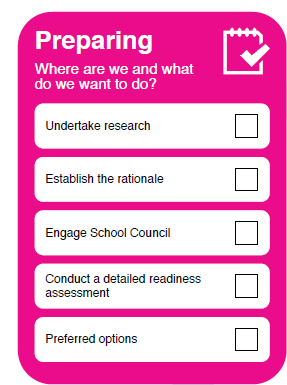 Preparing
Where are we and what
do we want to do?
Undertake research
Establish the rationale
Engage School Council
Conduct a detailed readiness
assessment
Preferred options